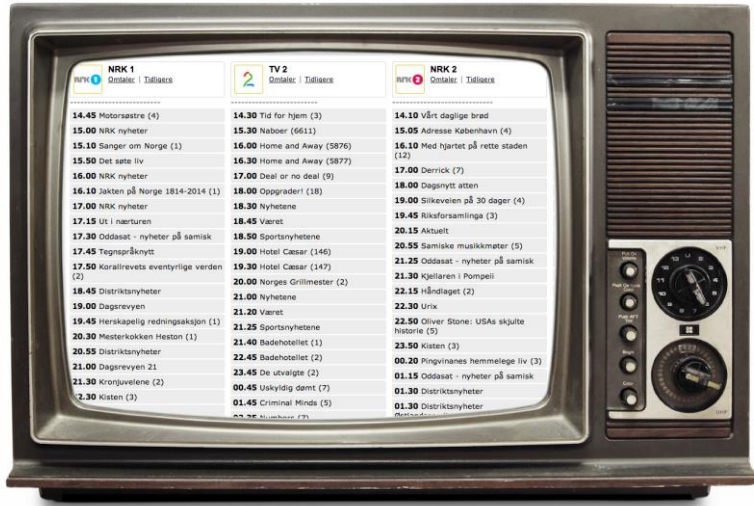 NRK 1
Omtaler | Tidligere
14.45 Motorsøstre (4)
15.00 NRK nyheter
15.10 Sanger om Norge (1)
15.50 Det søte liv
16.00 NRK nyheter
16.10 Jakten på Norge 1814-2014 (1)
17.00 NRK nyheter
17.15 Ut i nærturen
17.30 Oddasat - nyheter på samisk
17.45 Tegnspråknytt
17.50 Korallrevets eventyrlige verden
(2)
18.45 Distriktsnyheter
19.00 Dagsrevyen
19.45 Herskapelig redningsaksjon (1)
20.30 Mesterkokken Heston (1)
20.55 Distriktsnyheter
21.00 Dagsrevyen 21
21.30 Kronjuvelene (2)
22.30 Kisten (3)
TV 2
Omtaler | Tidligere
14.30 Tid for hjem (3)
15.30 Naboer (6611)
16.00 Home and Away (5876)
16.30 Home and Away (5877)
17.00 Deal or no deal (9)
18.00 Oppgrader! (18)
18.30 Nyhetene
18.45 Været
18.50 Sportsnyhetene
19.00 Hotel Cæsar (146)
19.30 Hotel Cæsar (147)
20.00 Norges Grillmester (2)
21.00 Nyhetene
21.20 Været
21.25 Sportsnyhetene
21.40 Badehotellet (1)
22.45 Badehotellet (2)
23.45 De utvalgte (2)
00.45 Uskyldig dømt (7)
01.45 Criminal Minds (5)
NRK 2
Omtaler | Tidligere
14.10 Vårt daglige brød
15.05 Adresse København (4)
16.10 Med hjartet på rette staden
(12)
17.00 Derrick (7)
18.00 Dagsnytt atten
19.00 Silkeveien på 30 dager (4)
19.45 Riksforsamlinga (3)
20.15 Aktuelt
20.55 Samiske musikkmøter (5)
21.25 Oddasat - nyheter på samisk
21.30 Kjellaren i Pompeii
22.15 Håndlaget (2)
22.30 Urix
22.50 Oliver Stone: USAs skjulte
historie (5)
23.50 Kisten (3)
00.20 Pingvinanes hemmelege liv (3)
01.15 Oddasat - nyheter på samisk
01.30 Distriktsnyheter
01.30 Distriktsnyheter